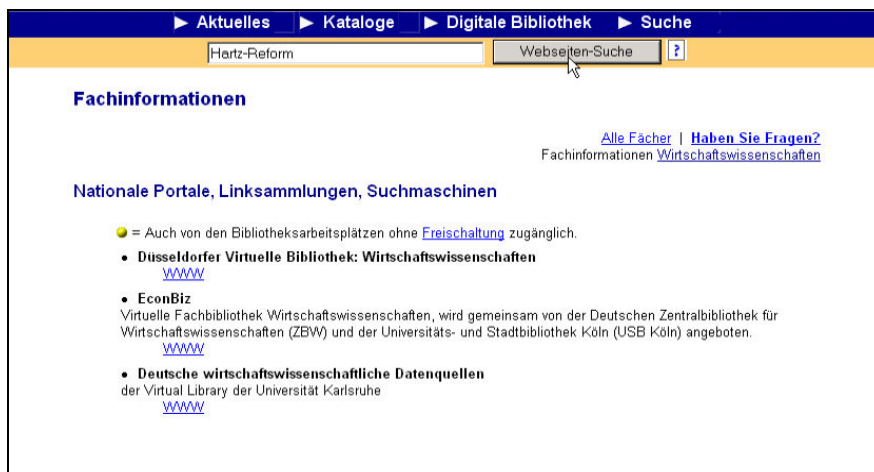 ► Aktuelles ► Kataloge ► Digitale Bibliothek ► Suche
Hartz-Reform Webseiten-Suche ?
Fachinformationen
Alle Fächer | Haben Sie Fragen?
Fachinformationen Wirtschaftswissenschaften
Nationale Portale, Linksammlungen, Suchmaschinen
= Auch von den Bibliotheksarbeitsplätzen ohne Freischaltung zugänglich.
• Düsseldorfer Virtuelle Bibliothek: Wirtschaftswissenschaften
WWW
• EconBiz
Virtuelle Fachbibliothek Wirtschaftswissenschaften, wird gemeinsam von der Deutschen Zentralbibliothek für
Wirtschaftswissenschaften (ZBW) und der Universitäts- und Stadtbibliothek Köln (USB Köln) angeboten.
WWW
• Deutsche wirtschaftswissenschaftliche Datenquellen
der Virtual Library der Universität Karlsruhe
WWW